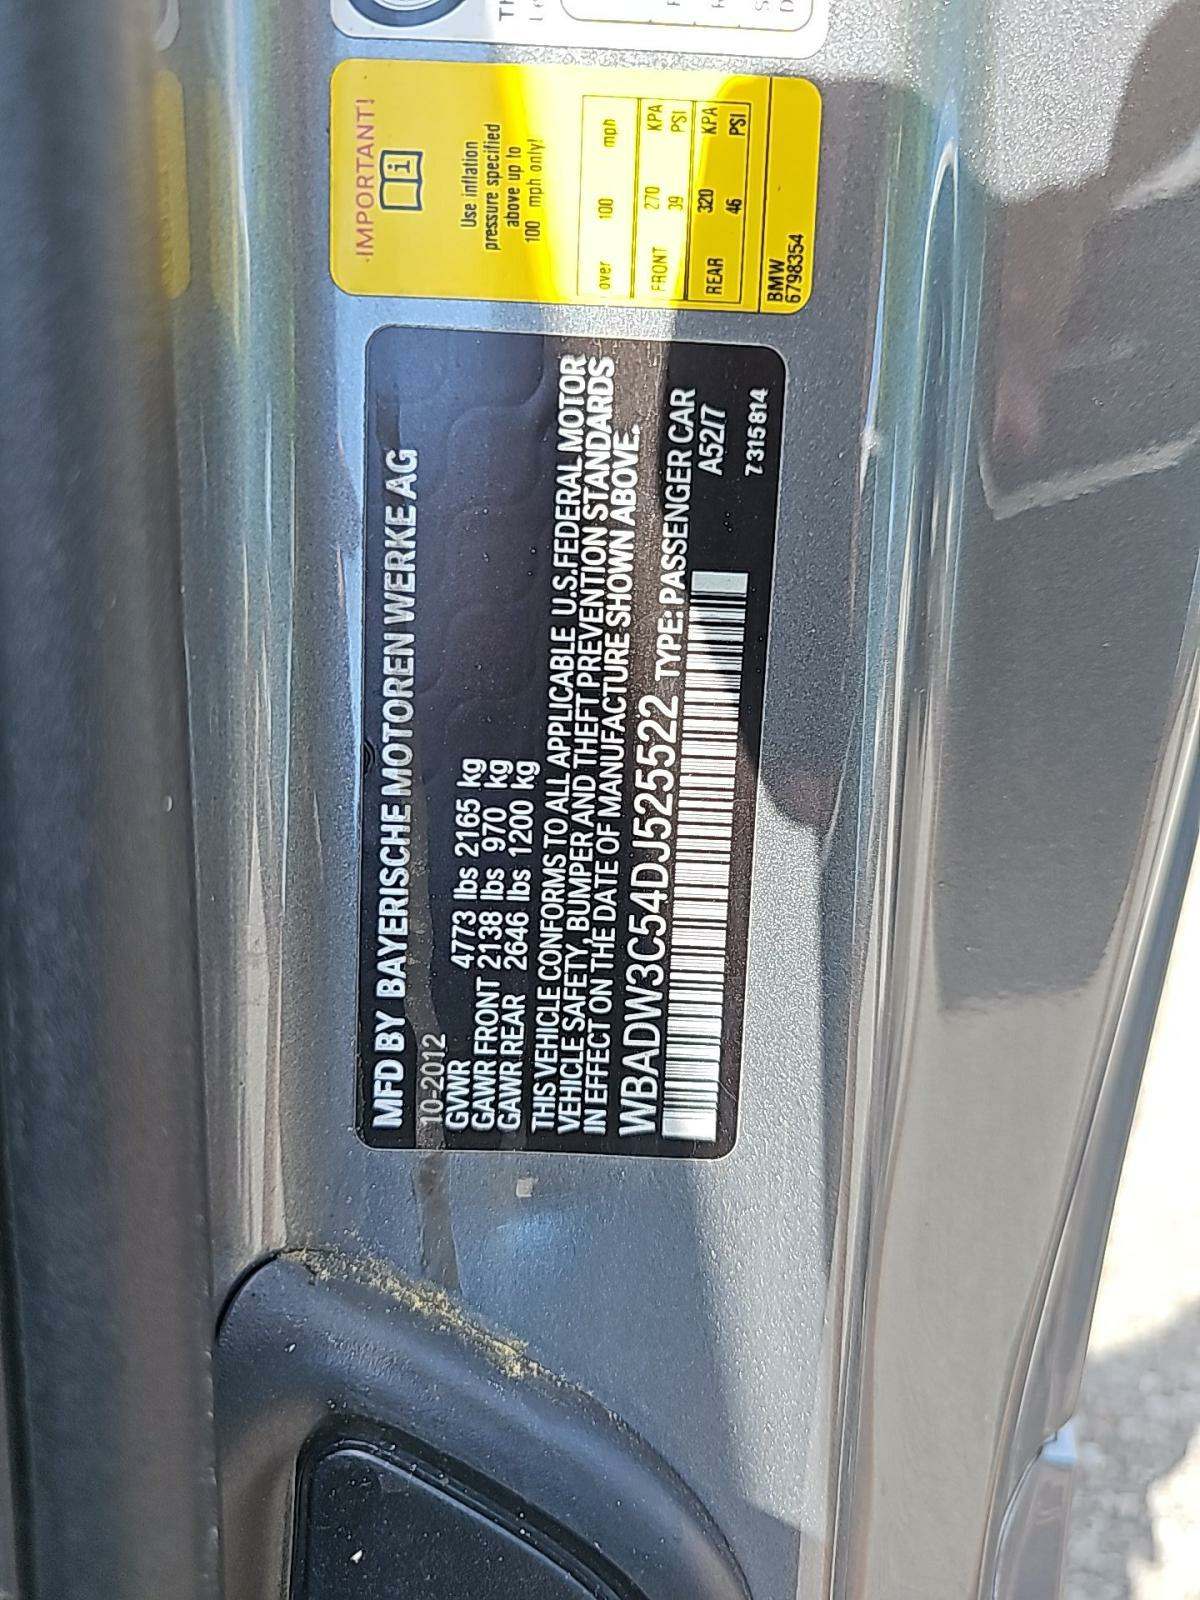 MFD BY BAYERISCHE MOTOREN WERKE AG
10-2012
GVWR 4773 lbs 2165 kg
GAWR FRONT 2138 lbs 970 kg
GAWR REAR 2646 lbs 1200 kg
THIS VEHICLE CONFORMS TO ALL APPLICABLE U.S.FEDERAL MOTOR
VEHICLE SAFETY, BUMPER AND THEFT PREVENTION STANDARDS
IN EFFECT ON THE DATE OF MANUFACTURE SHOWN ABOVE.
WBADW3C54DJ525522 TYPE: PASSENGER CAR
A52/7
7 315 814
IMPORTANT!
i
Use inflation
pressure specified
above up to
100 mph only!
over 100 mph
FRONT 270 KPA
39 PSI
REAR 320 KPA
46 PSI
BMW
6798354